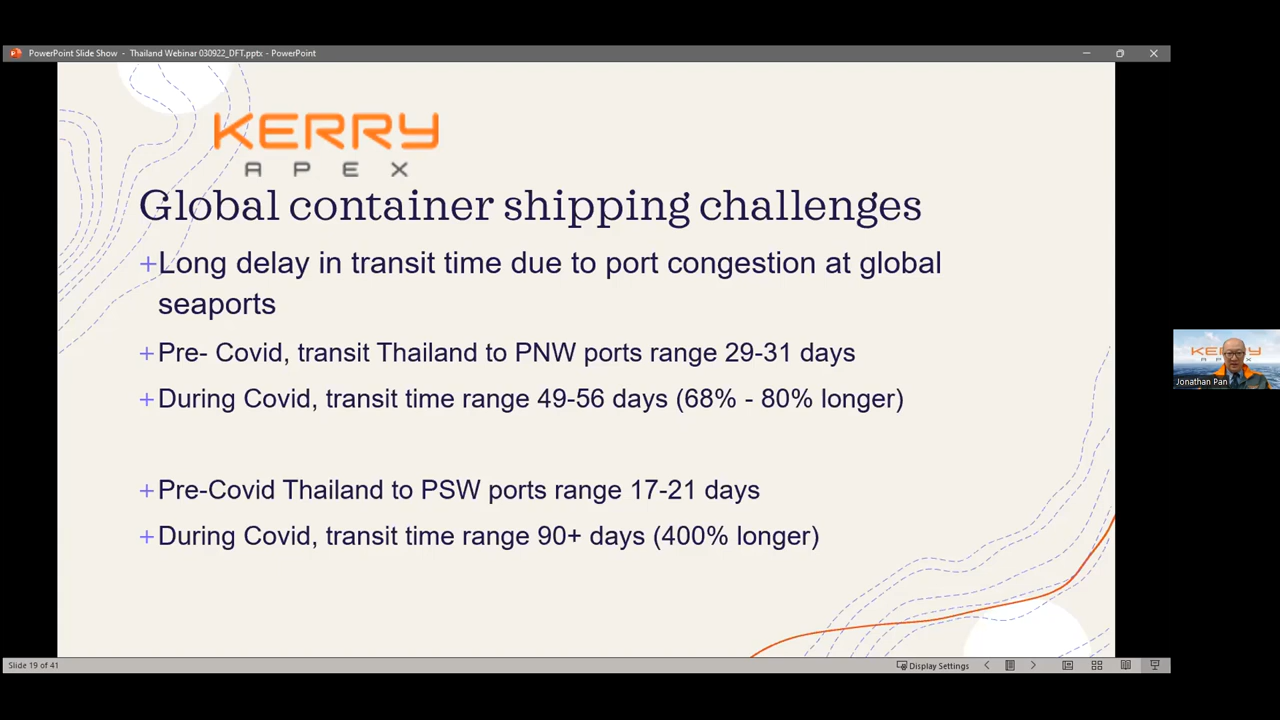 PowerPoint Slide Show - Thailand Webinar 030922_DFT.pptx - PowerPoint
KERRY
APEX
Global container shipping challenges
+Long delay in transit time due to port congestion at global
seaports
+Pre- Covid, transit Thailand to PNW ports range 29-31 days
+During Covid, transit time range 49-56 days (68% - 80% longer)
+Pre-Covid Thailand to PSW ports range 17-21 days
+During Covid, transit time range 90+ days (400% longer)
KERRY
APEX
Jonathan Pan
Slide 19 of 41
Display Settings